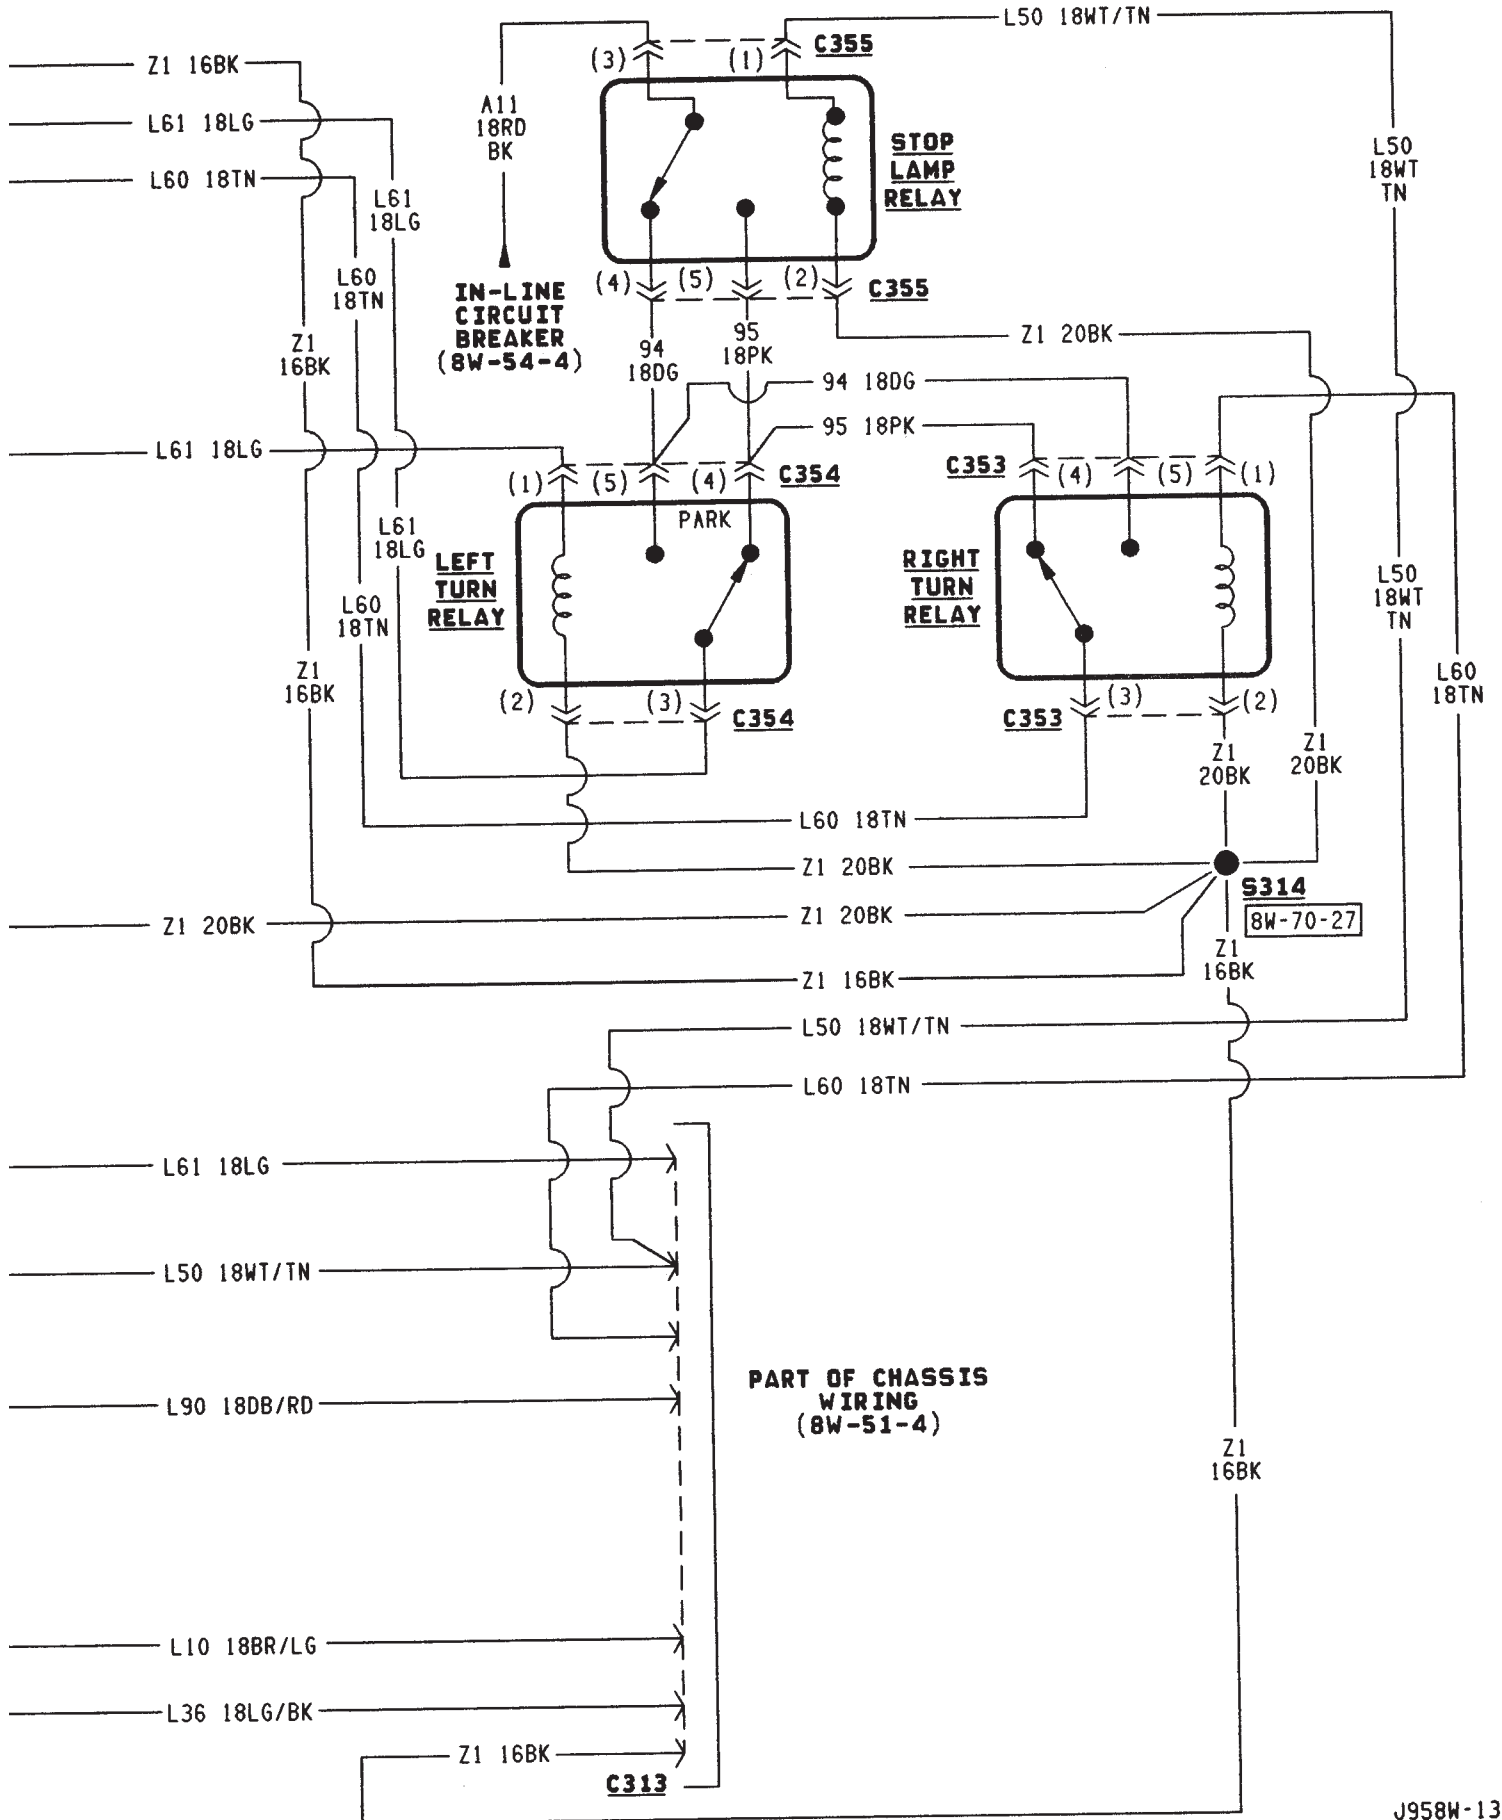 L50 18WT/TN
C355
(3)
(1)
Z1 16BK
A11
18RD
BK
L61 18LG
STOP
LAMP
RELAY
L50
18WT
TN
L60 18TN
L61
18LG
L60
18TN
(4)
(5)
(2)
C355
IN-LINE
CIRCUIT
BREAKER
(8W-54-4)
Z1
16BK
94
18DG
95
18PK
Z1 20BK
94 18DG
95 18PK
L61 18LG
(1)
(5)
(4)
C354
C353
(4)
(5)
(1)
PARK
L61
18LG
LEFT
TURN
RELAY
RIGHT
TURN
RELAY
L50
18WT
TN
L60
18TN
Z1
16BK
L60
18TN
(2)
(3)
C354
C353
(3)
(2)
Z1
20BK
Z1
20BK
L60 18TN
Z1 20BK
S314
8W-70-27
Z1 20BK
Z1 20BK
Z1
16BK
Z1 16BK
L50 18WT/TN
L60 18TN
L61 18LG
L50 18WT/TN
PART OF CHASSIS
WIRING
(8W-51-4)
L90 18DB/RD
Z1
16BK
L10 18BR/LG
L36 18LG/BK
Z1 16BK
C313
J958W-13